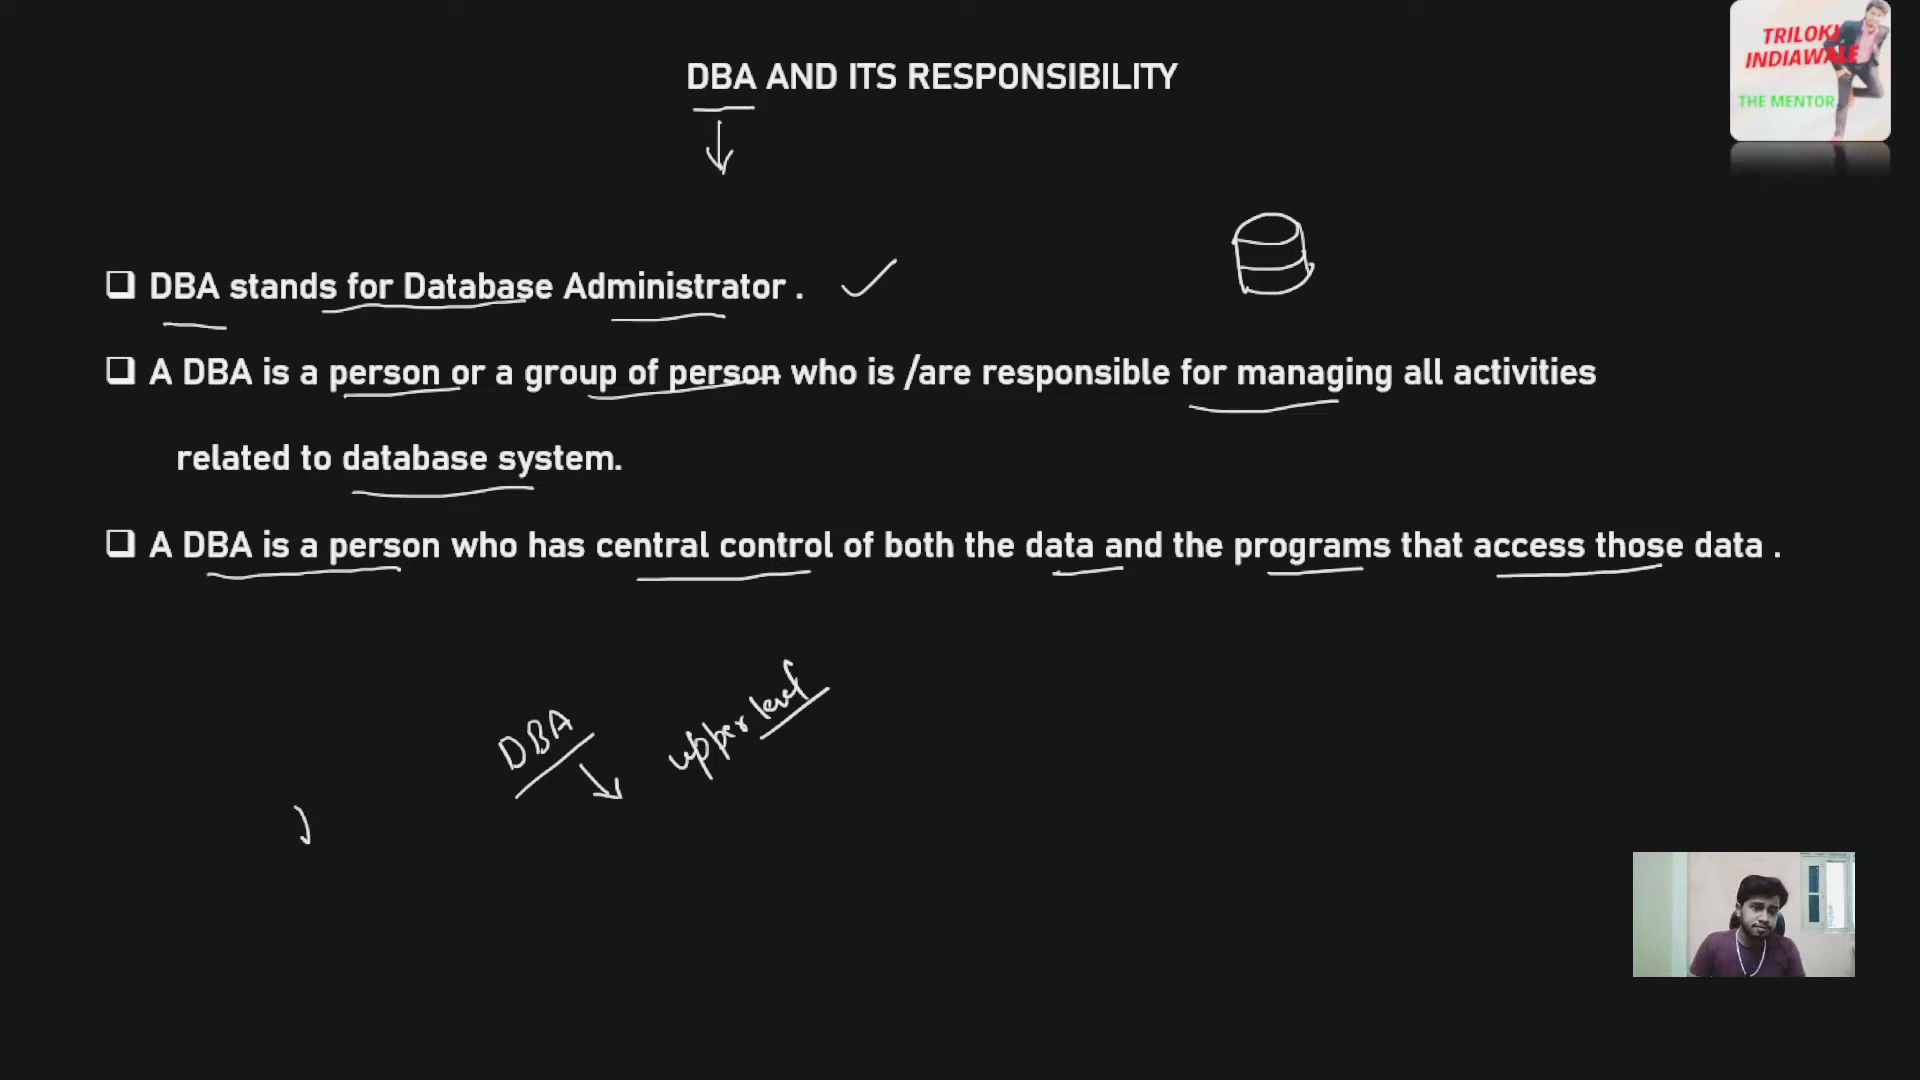 DBA AND ITS RESPONSIBILITY
TRILOKI
INDIAWALE
THE MENTOR
❑ DBA stands for Database Administrator .
❑ A DBA is a person or a group of person who is /are responsible for managing all activities
related to database system.
❑ A DBA is a person who has central control of both the data and the programs that access those data .
DBA
upper level